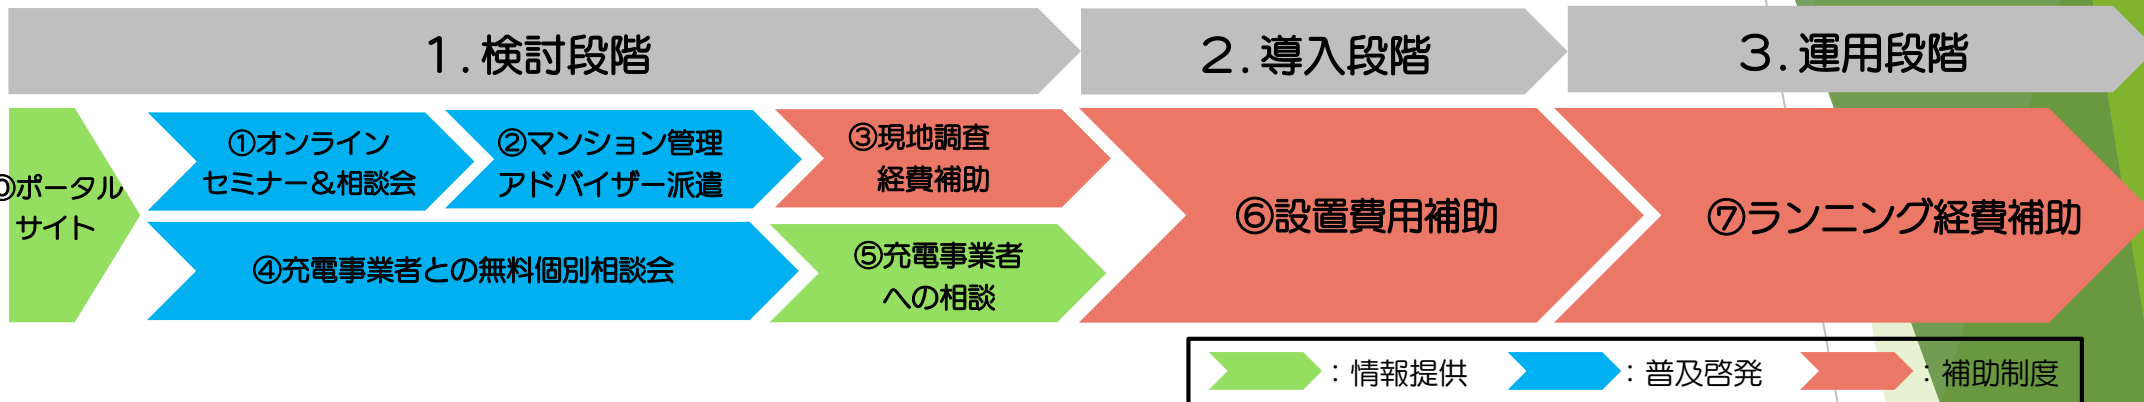 1.検討段階
2.導入段階
3.運用段階
⓪ポータル
サイト
①オンライン
セミナー＆相談会
②マンション管理
アドバイザー派遣
③現地調査
経費補助
④充電事業者との無料個別相談会
⑤充電事業者
への相談
⑥設置費用補助
⑦ランニング経費補助
：情報提供
：普及啓発
：補助制度